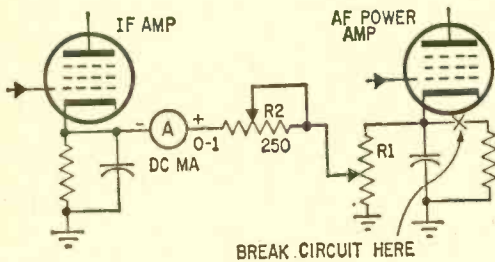 IF AMP
AF POWER
AMP
- A + R2
0-1 250
DC MA
R1
BREAK CIRCUIT HERE